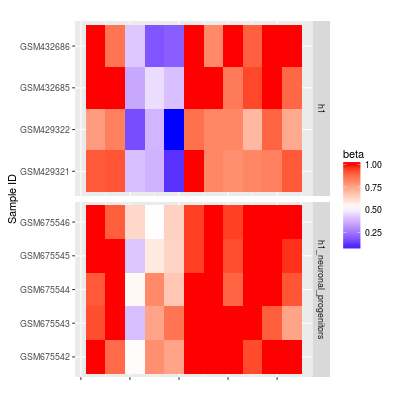 GSM432686
GSM432685
GSM429322
GSM429321
h1
GSM675546
GSM675545
GSM675544
GSM675543
GSM675542
h1_neuronal_progenitors
Sample ID
beta
1.00
0.75
0.50
0.25